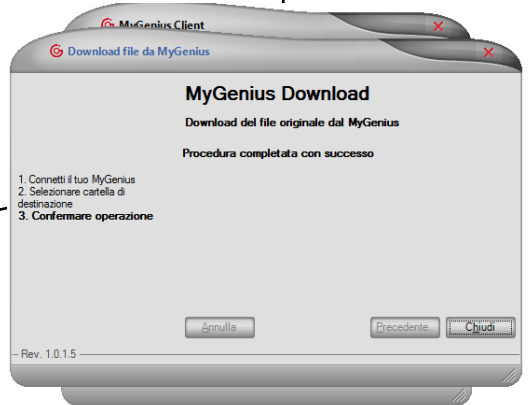 MyGenius Client
Download file da MyGenius
MyGenius Download
Download del file originale dal MyGenius
Procedura completata con successo
1. Connetti il tuo MyGenius
2. Selezionare cartella di
destinazione
3. Confermare operazione
Annulla
Precedente..
Chiudi
Rev. 1.0.1.5